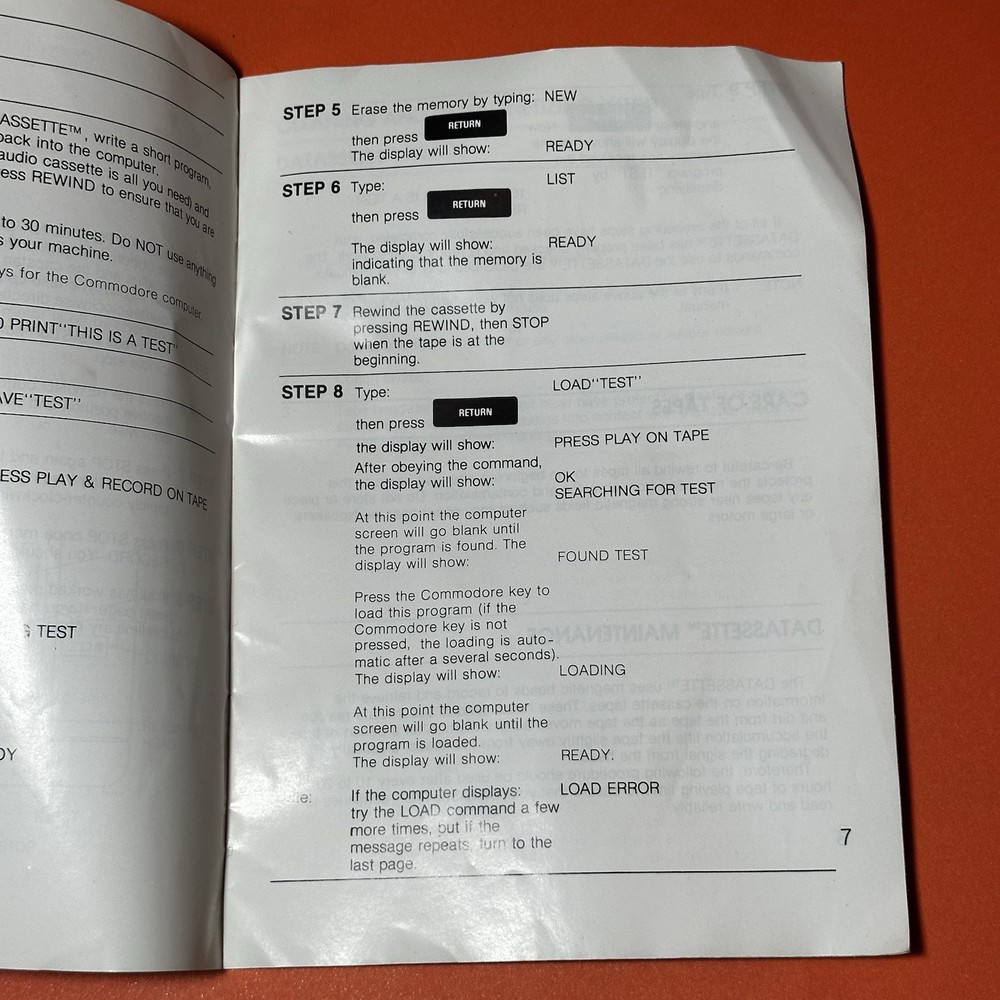 ASSETTE™, write a short program,
back into the computer.
audio cassette is all you need) and
ess REWIND to ensure that you are
to 30 minutes. Do NOT use anything
s your machine.
ys for the Commodore computer.
0 PRINT"THIS IS A TEST"
AVE"TEST"
ESS PLAY & RECORD ON TAPE
G TEST
DY
STEP 5 Erase the memory by typing: NEW
then press RETURN
The display will show: READY
STEP 6 Type: LIST
then press RETURN
The display will show: READY
indicating that the memory is
blank.
STEP 7 Rewind the cassette by
pressing REWIND, then STOP
when the tape is at the
beginning.
STEP 8 Type: LOAD"TEST"
then press RETURN
the display will show: PRESS PLAY ON TAPE
After obeying the command,
the display will show: OK
SEARCHING FOR TEST
At this point the computer
screen will go blank until
the program is found. The
display will show: FOUND TEST
Press the Commodore key to
load this program (if the
Commodore key is not
pressed, the loading is auto-
matic after a several seconds).
The display will show: LOADING
At this point the computer
screen will go blank until the
program is loaded.
The display will show: READY.
e: If the computer displays: LOAD ERROR
try the LOAD command a few
more times, but if the
message repeats, turn to the
last page.
7